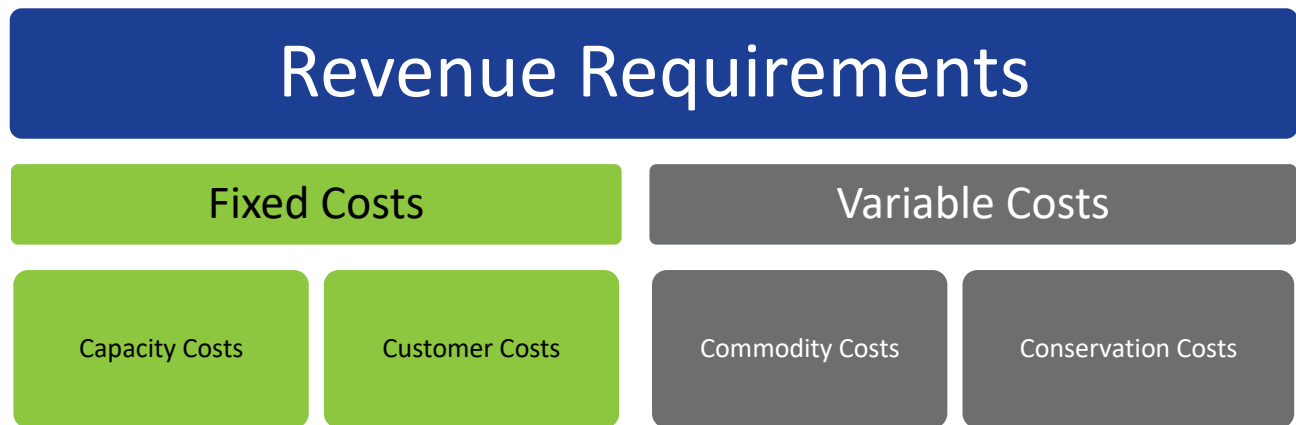 Revenue Requirements
Fixed Costs
Variable Costs
Capacity Costs
Customer Costs
Commodity Costs
Conservation Costs